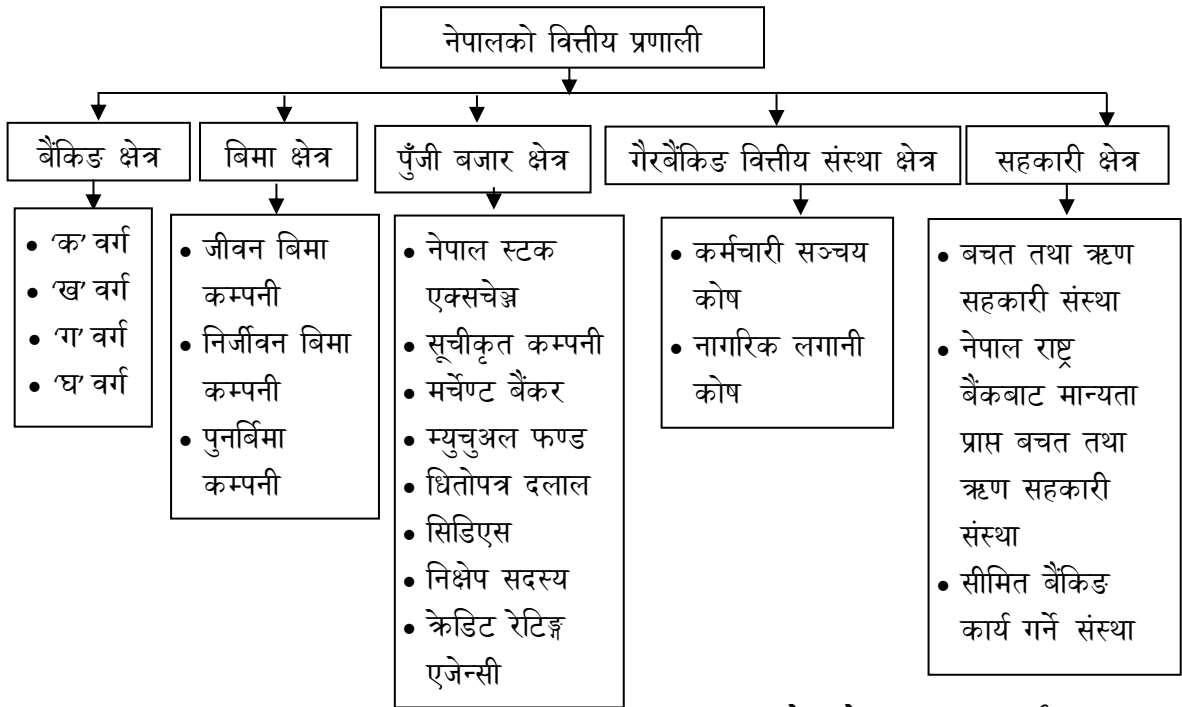 नेपालको वित्तीय प्रणाली
बैंकिङ क्षेत्र
बिमा क्षेत्र
पुँजी बजार क्षेत्र
गैरबैंकिङ वित्तीय संस्था क्षेत्र
सहकारी क्षेत्र
• ‘क’ वर्ग
• ‘ख’ वर्ग
• ‘ग’ वर्ग
• ‘घ’ वर्ग
• जीवन बिमा
कम्पनी
• निर्जीवन बिमा
कम्पनी
• पुनर्बिमा
कम्पनी
• नेपाल स्टक
एक्सचेञ्ज
• सूचीकृत कम्पनी
• मर्चेण्ट बैंकर
• म्युचुअल फण्ड
• धितोपत्र दलाल
• सिडिएस
• निक्षेप सदस्य
• क्रेडिट रेटिङ्ग
एजेन्सी
• कर्मचारी सञ्चय
कोष
• नागरिक लगानी
कोष
• बचत तथा ऋण
सहकारी संस्था
• नेपाल राष्ट्र
बैंकबाट मान्यता
प्राप्त बचत तथा
ऋण सहकारी
संस्था
• सीमित बैंकिङ
कार्य गर्ने संस्था